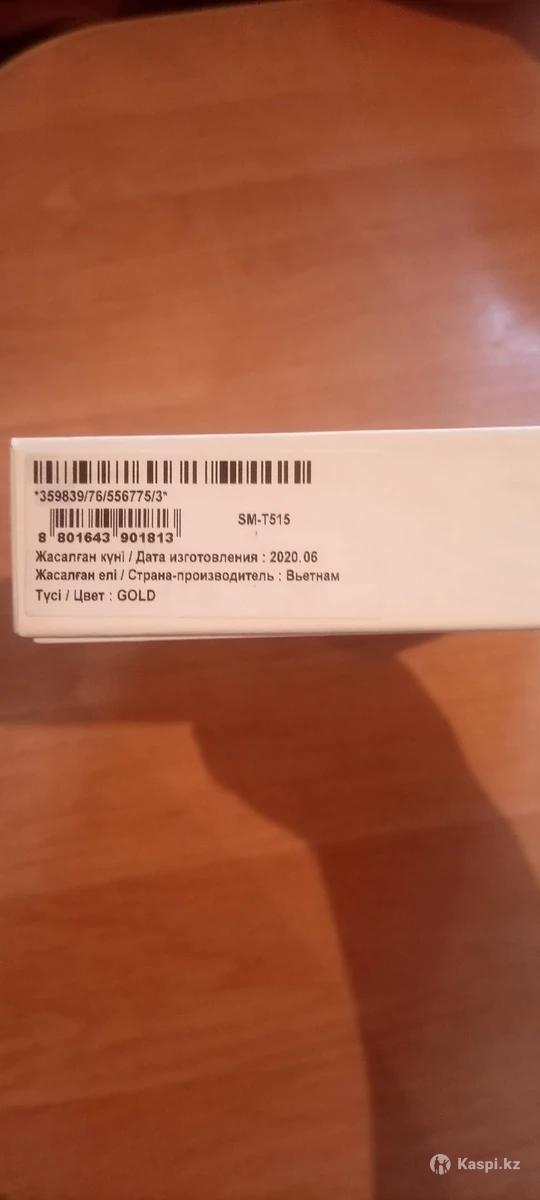 *359839/76/556775/3*
SM-T515
8 801643 901813
Жасалған күні / Дата изготовления : 2020.06
Жасалған елі / Страна-производитель : Вьетнам
Түсі / Цвет : GOLD
Kaspi.kz